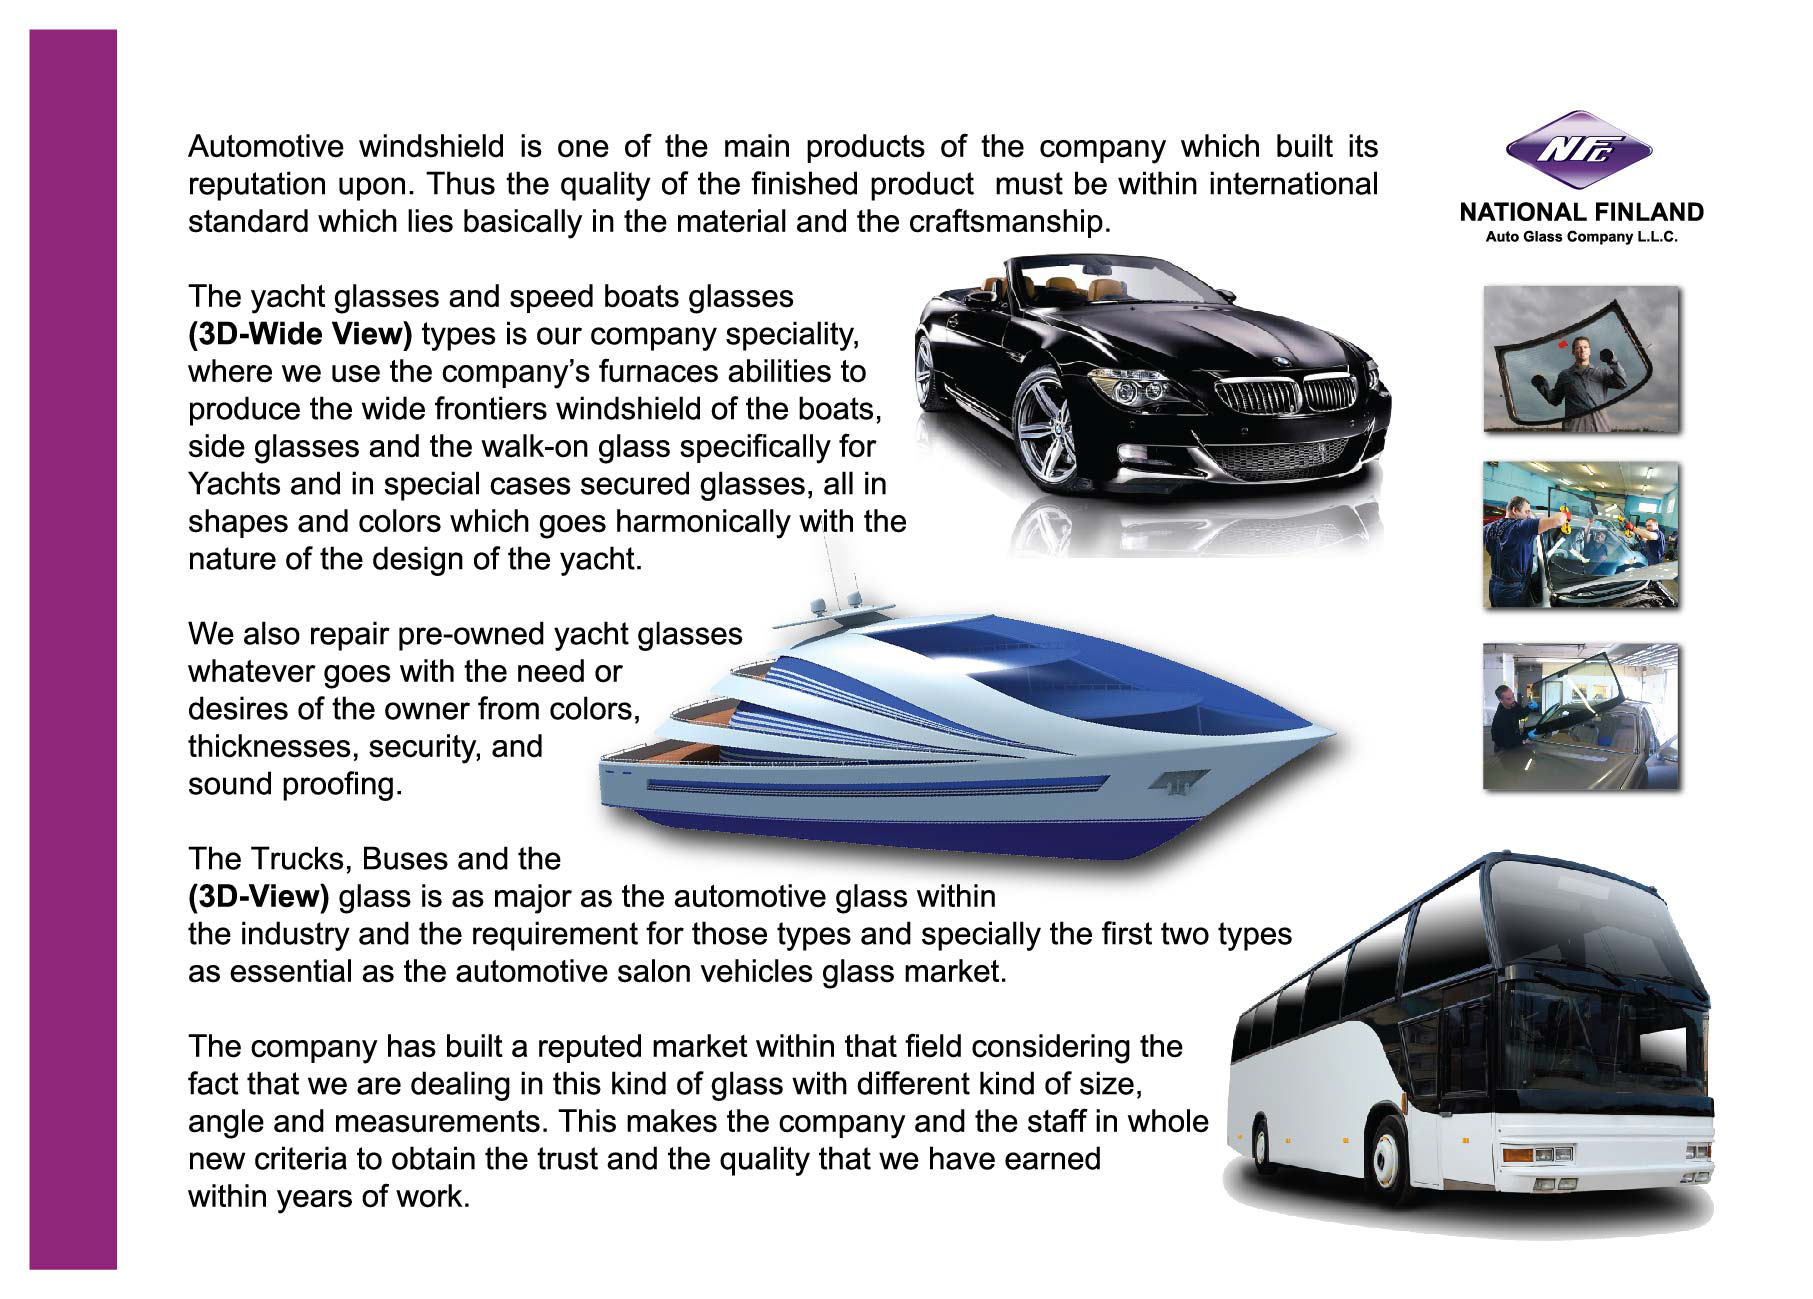 Automotive windshield is one of the main products of the company which built its
reputation upon. Thus the quality of the finished product must be within international
standard which lies basically in the material and the craftsmanship.
The yacht glasses and speed boats glasses
(3D-Wide View) types is our company speciality,
where we use the company’s furnaces abilities to
produce the wide frontiers windshield of the boats,
side glasses and the walk-on glass specifically for
Yachts and in special cases secured glasses, all in
shapes and colors which goes harmonically with the
nature of the design of the yacht.
We also repair pre-owned yacht glasses
whatever goes with the need or
desires of the owner from colors,
thicknesses, security, and
sound proofing.
The Trucks, Buses and the
(3D-View) glass is as major as the automotive glass within
the industry and the requirement for those types and specially the first two types
as essential as the automotive salon vehicles glass market.
The company has built a reputed market within that field considering the
fact that we are dealing in this kind of glass with different kind of size,
angle and measurements. This makes the company and the staff in whole
new criteria to obtain the trust and the quality that we have earned
within years of work.
NFC
NATIONAL FINLAND
Auto Glass Company L.L.C.